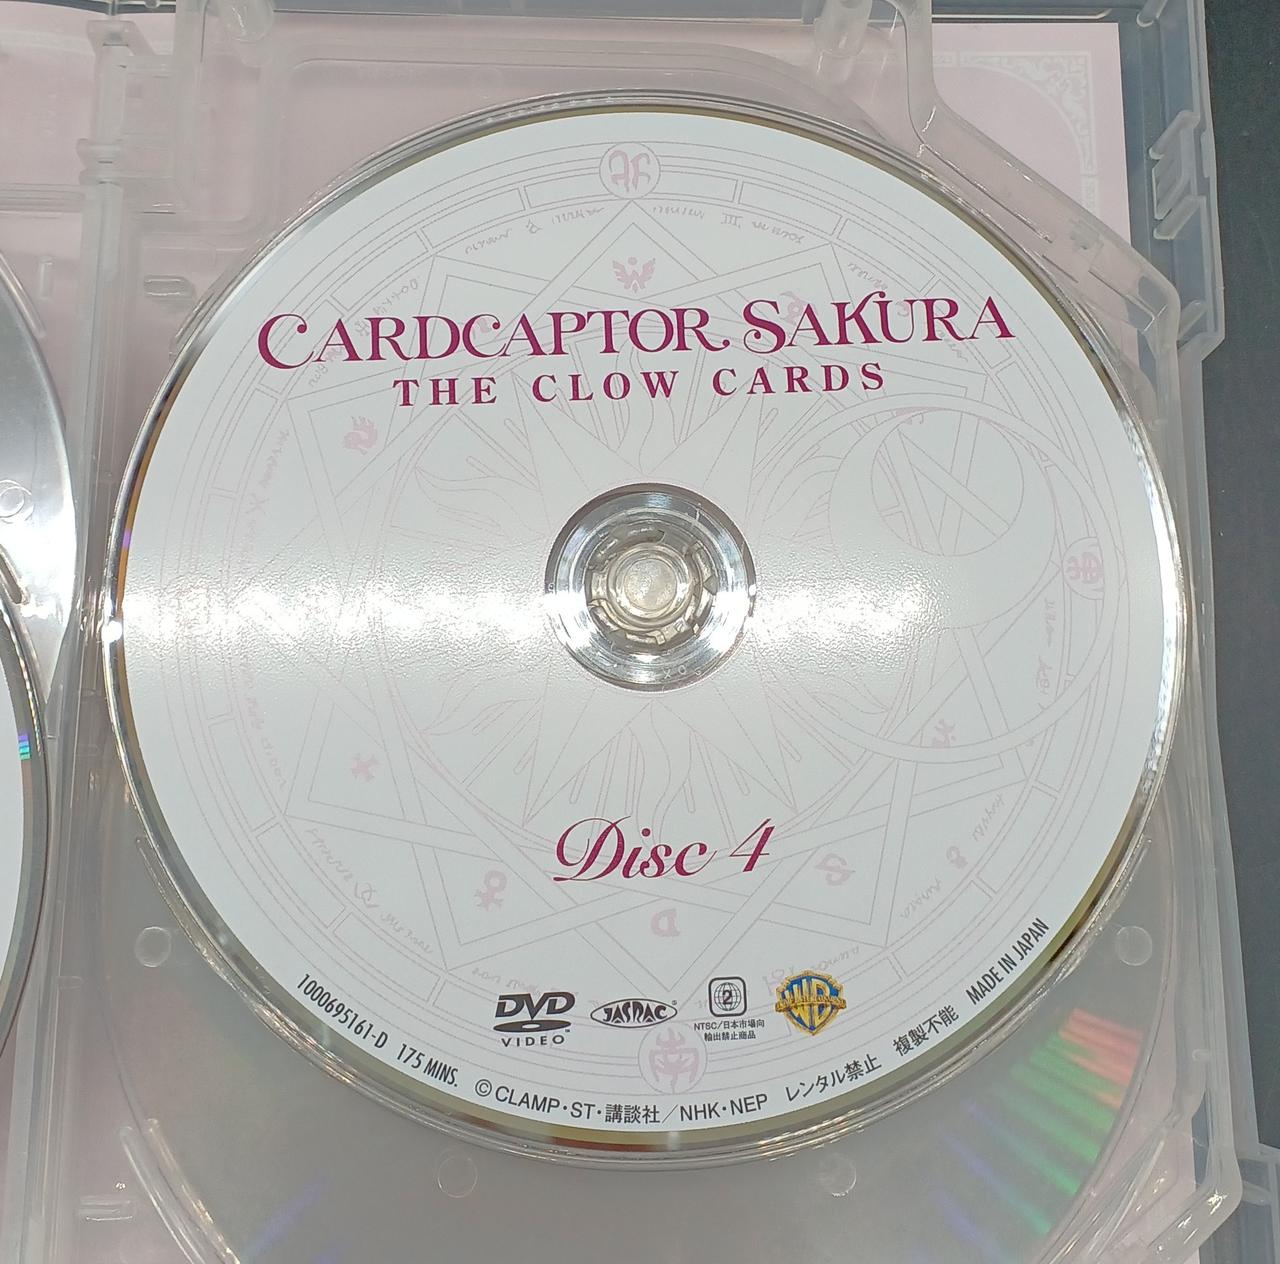 CARDCAPTOR SAKURA
THE CLOW CARDS
Disc 4
DVD
VIDEO
JASRAC
2
NTSC/日本市場向
輸出禁止商品
WB
1000695161-D 175 MINS. ©CLAMP・ST・講談社/NHK・NEP レンタル禁止 複製不能 MADE IN JAPAN